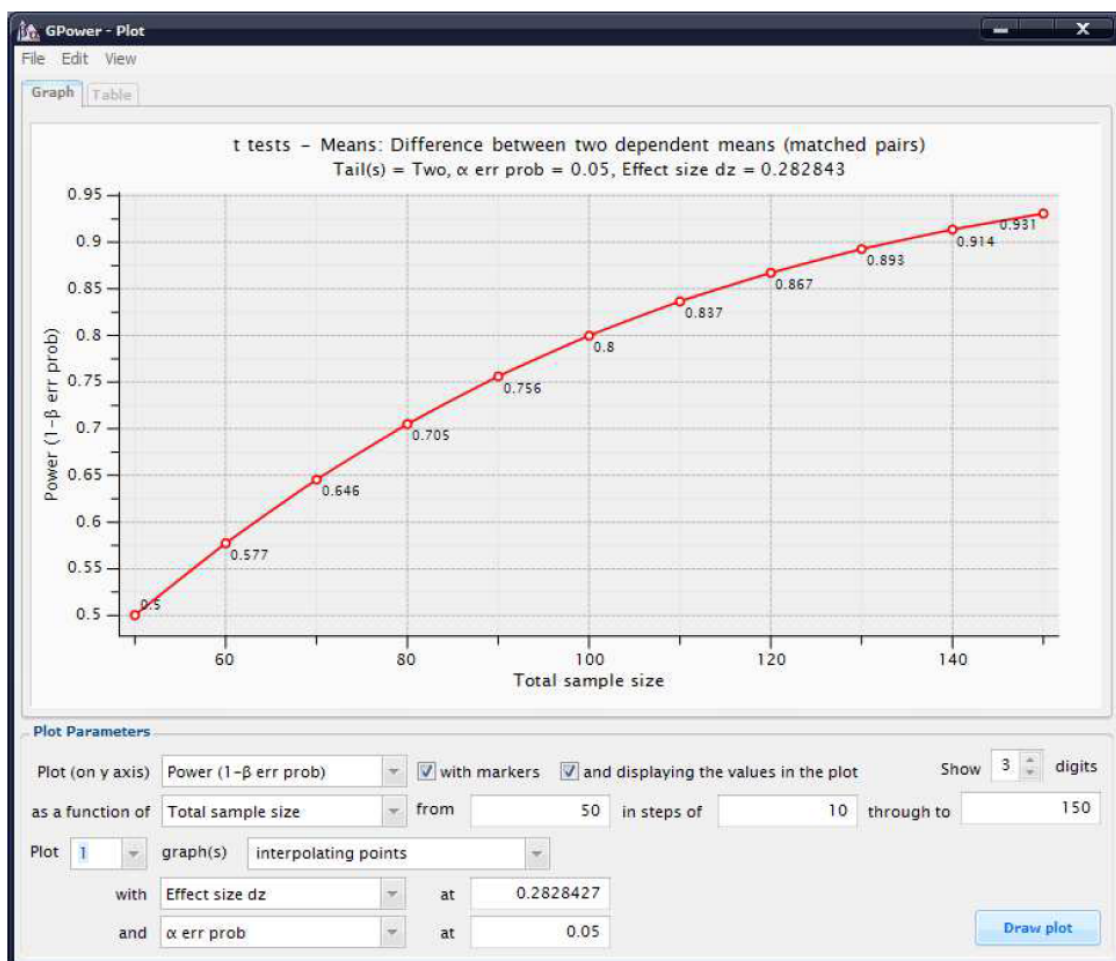 GPower - Plot
File Edit View
Graph Table
t tests - Means: Difference between two dependent means (matched pairs)
Tail(s) = Two, α err prob = 0.05, Effect size dz = 0.282843
Power (1-β err prob)
0.95
0.9
0.85
0.8
0.75
0.7
0.65
0.6
0.55
0.5
0.5
0.577
0.646
0.705
0.756
0.8
0.837
0.867
0.893
0.914
0.931
60 80 100 120 140
Total sample size
Plot Parameters
Plot (on y axis) Power (1-β err prob) with markers and displaying the values in the plot Show 3 digits
as a function of Total sample size from 50 in steps of 10 through to 150
Plot 1 graph(s) interpolating points
with Effect size dz at 0.2828427
and α err prob at 0.05
Draw plot